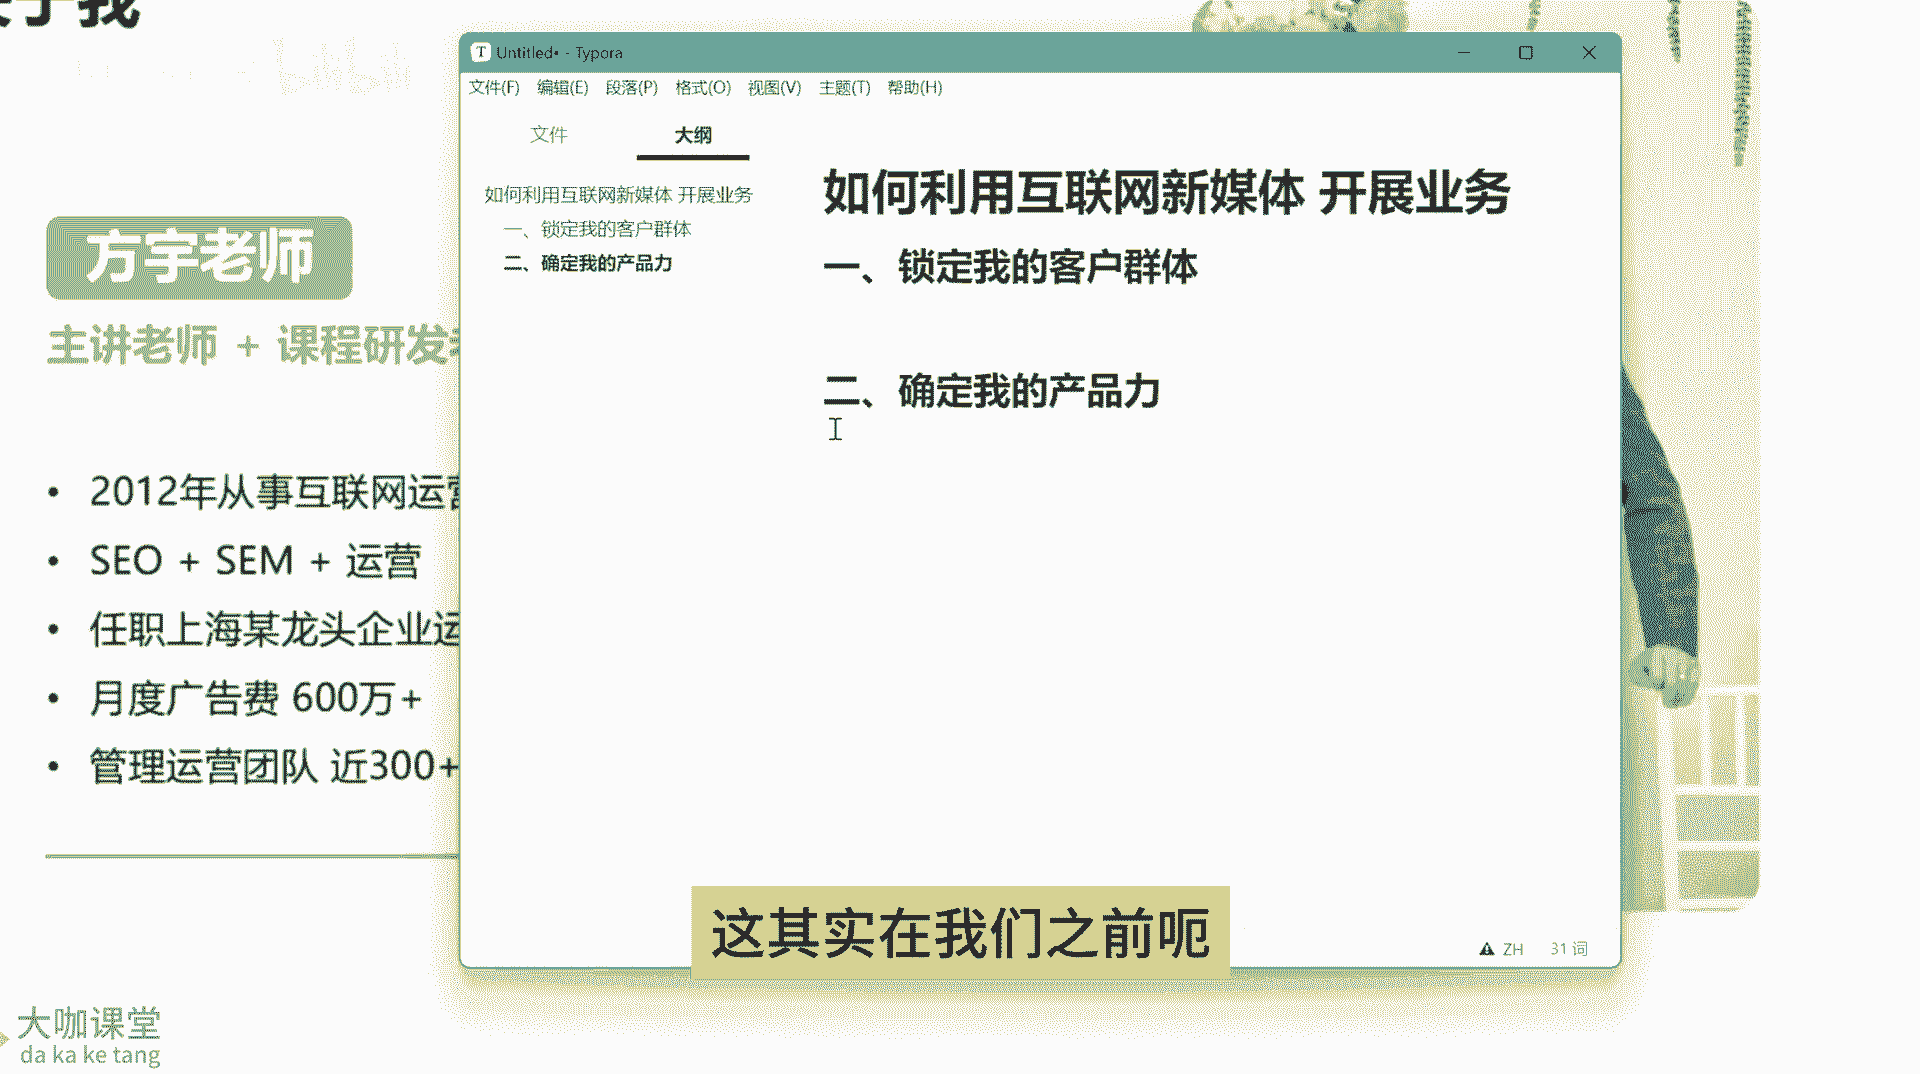 bilibili
方宇老师
主讲老师 + 课程研发
• 2012年从事互联网运营
• SEO + SEM + 运营
• 任职上海某龙头企业运
• 月度广告费 600万+
• 管理运营团队 近300+
大咖课堂
da ka ke tang
Untitled• - Typora
文件(F) 编辑(E) 段落(P) 格式(O) 视图(V) 主题(T) 帮助(H)
文件 大纲
如何利用互联网新媒体 开展业务
一、锁定我的客户群体
二、确定我的产品力
如何利用互联网新媒体 开展业务
一、锁定我的客户群体
二、确定我的产品力
ZH 31 词
这其实在我们之前呃